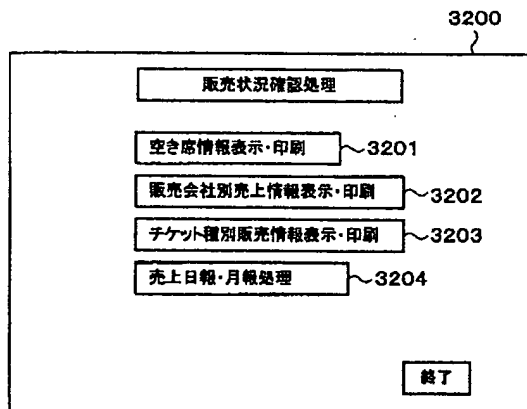 3200
販売状況確認処理
空き席情報表示・印刷 3201
販売会社別売上情報表示・印刷 3202
チケット種別販売情報表示・印刷 3203
売上日報・月報処理 3204
終了